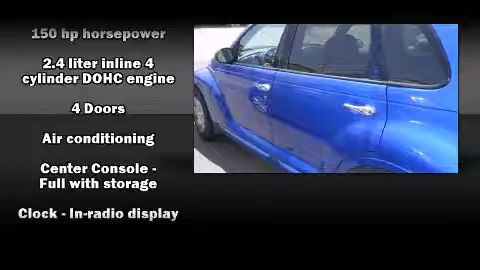 150 hp horsepower
2.4 liter inline 4
cylinder DOHC engine
4 Doors
Air conditioning
Center Console -
Full with storage
Clock - In-radio display